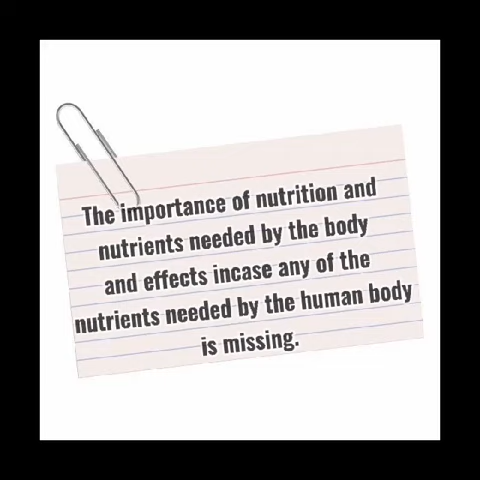 The importance of nutrition and
nutrients needed by the body
and effects incase any of the
nutrients needed by the human body
is missing.